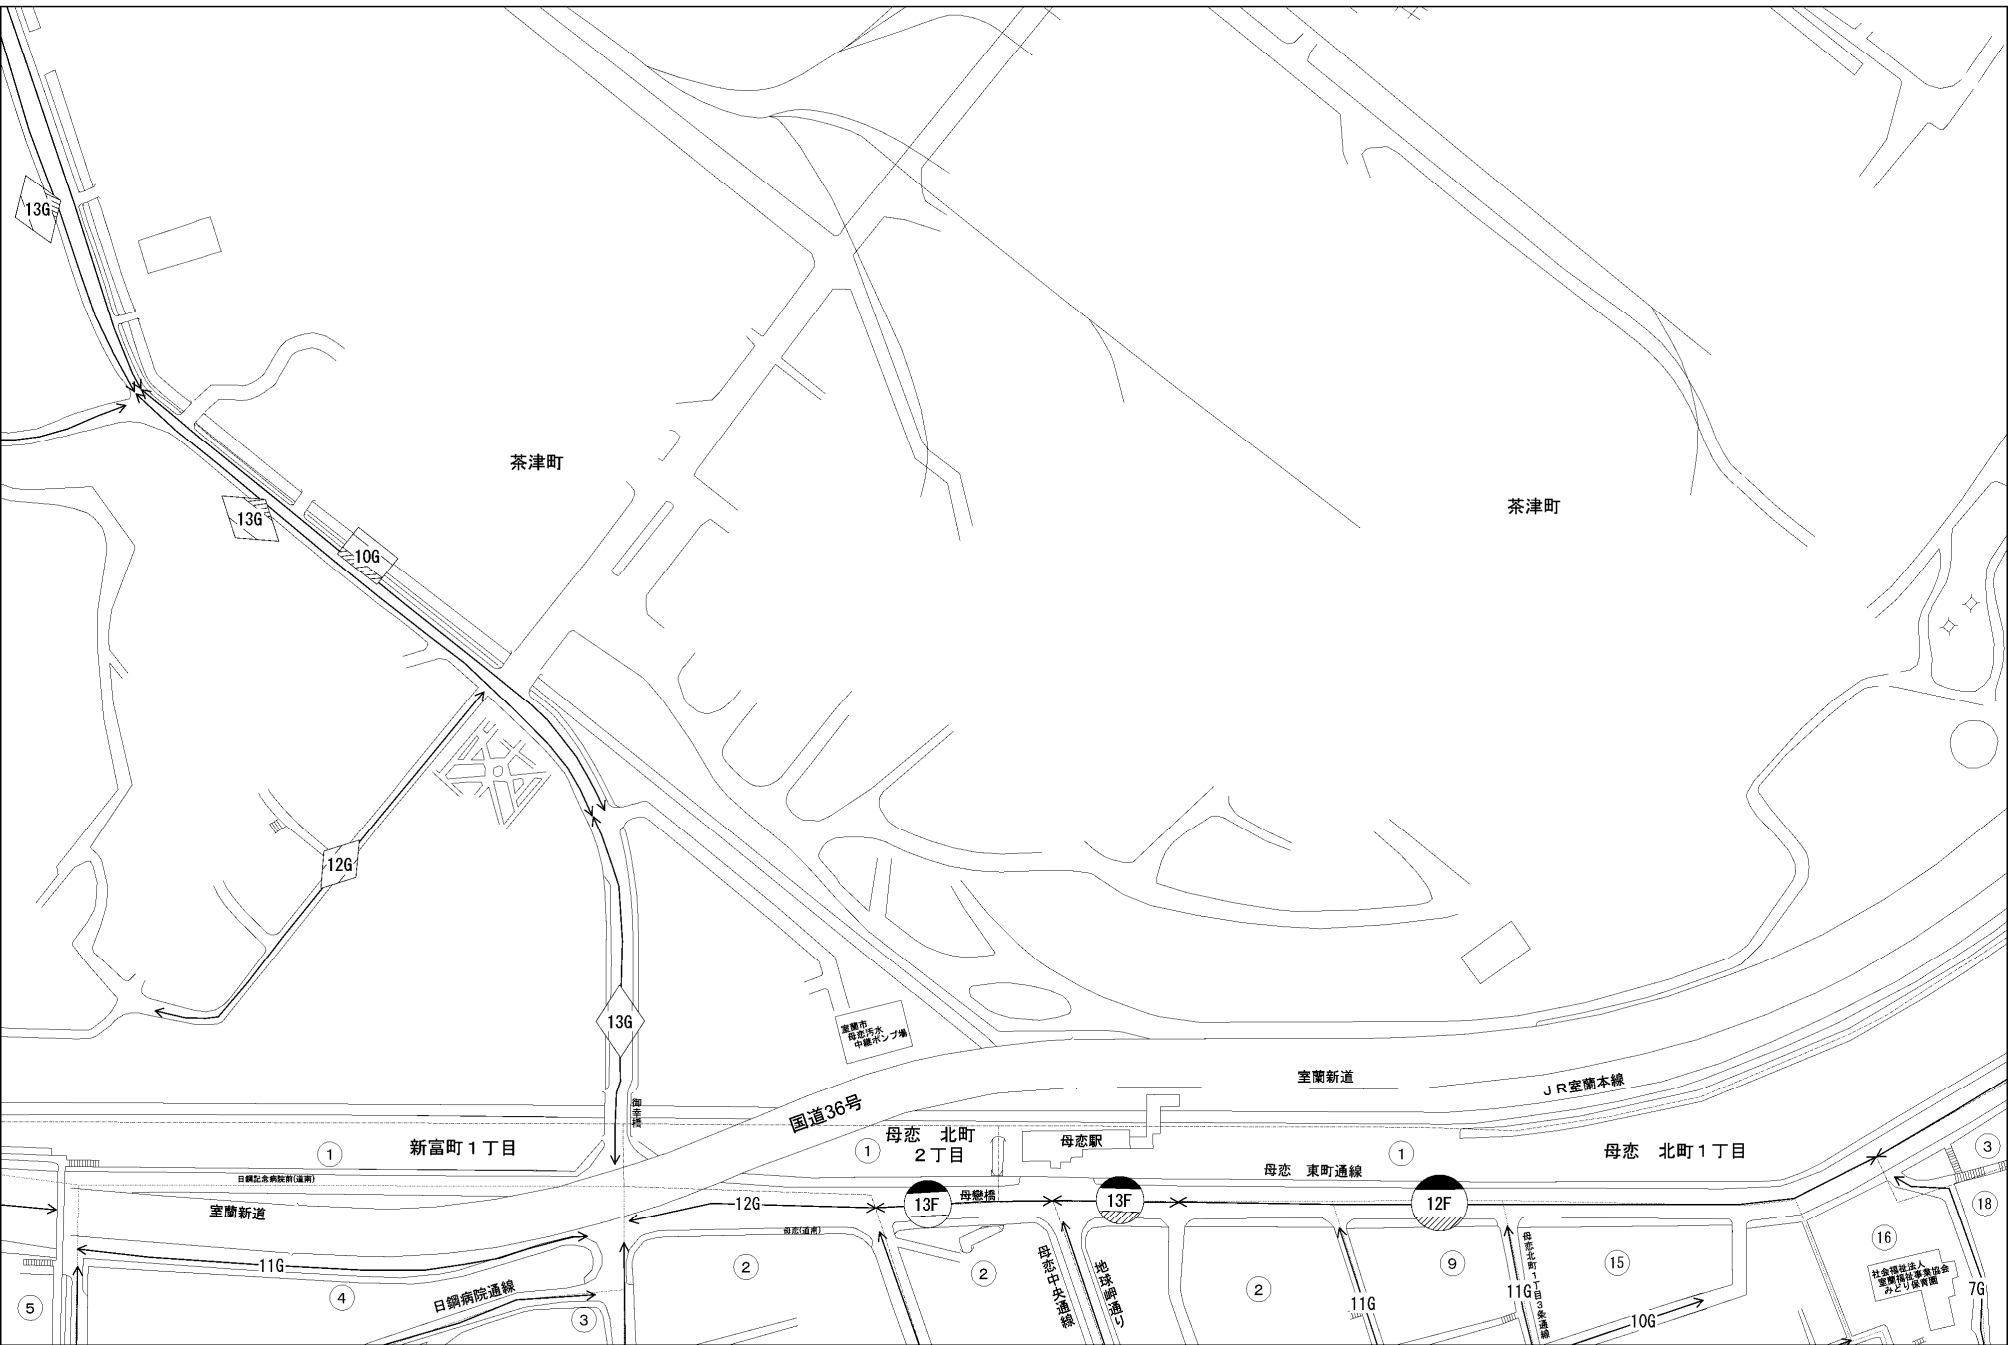 13G
茶津町
茶津町
13G
10G
12G
13G
室蘭市
母恋汚水
中継ポンプ場
御幸橋
国道36号
室蘭新道
JR室蘭本線
①
新富町1丁目
①
母恋 北町
2丁目
母恋駅
母恋 東町通線
①
母恋 北町1丁目
③
日鋼記念病院前(道南)
室蘭新道
12G
13F
母戀橋
13F
12F
⑱
母恋(道南)
11G
④
日鋼病院通線
③
⑤
②
②
母恋中央通線
地球岬通り
②
11G
⑨
11G
母恋北町1丁目3条通線
⑮
10G
⑯
社会福祉法人
室蘭福祉事業協会
みどり保育園
7G